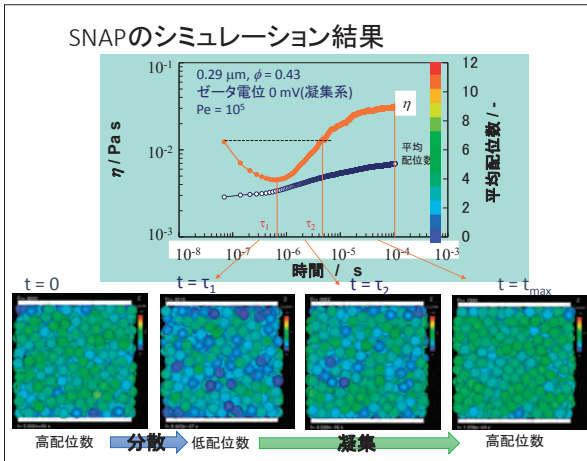 SNAPのシミュレーション結果
0.29 μm, ϕ = 0.43
ゼータ電位 0 mV(凝集系)
Pe = 10⁵
η
平均
配位数
η / Pa s
10⁻¹
10⁻²
10⁻³
平均配位数 / -
12
10
8
6
4
2
0
τ₁
τ₂
10⁻⁸
10⁻⁷
10⁻⁶
10⁻⁵
10⁻⁴
10⁻³
時間 / s
t = 0
t = τ₁
t = τ₂
t = tmax
高配位数
分散
低配位数
凝集
高配位数